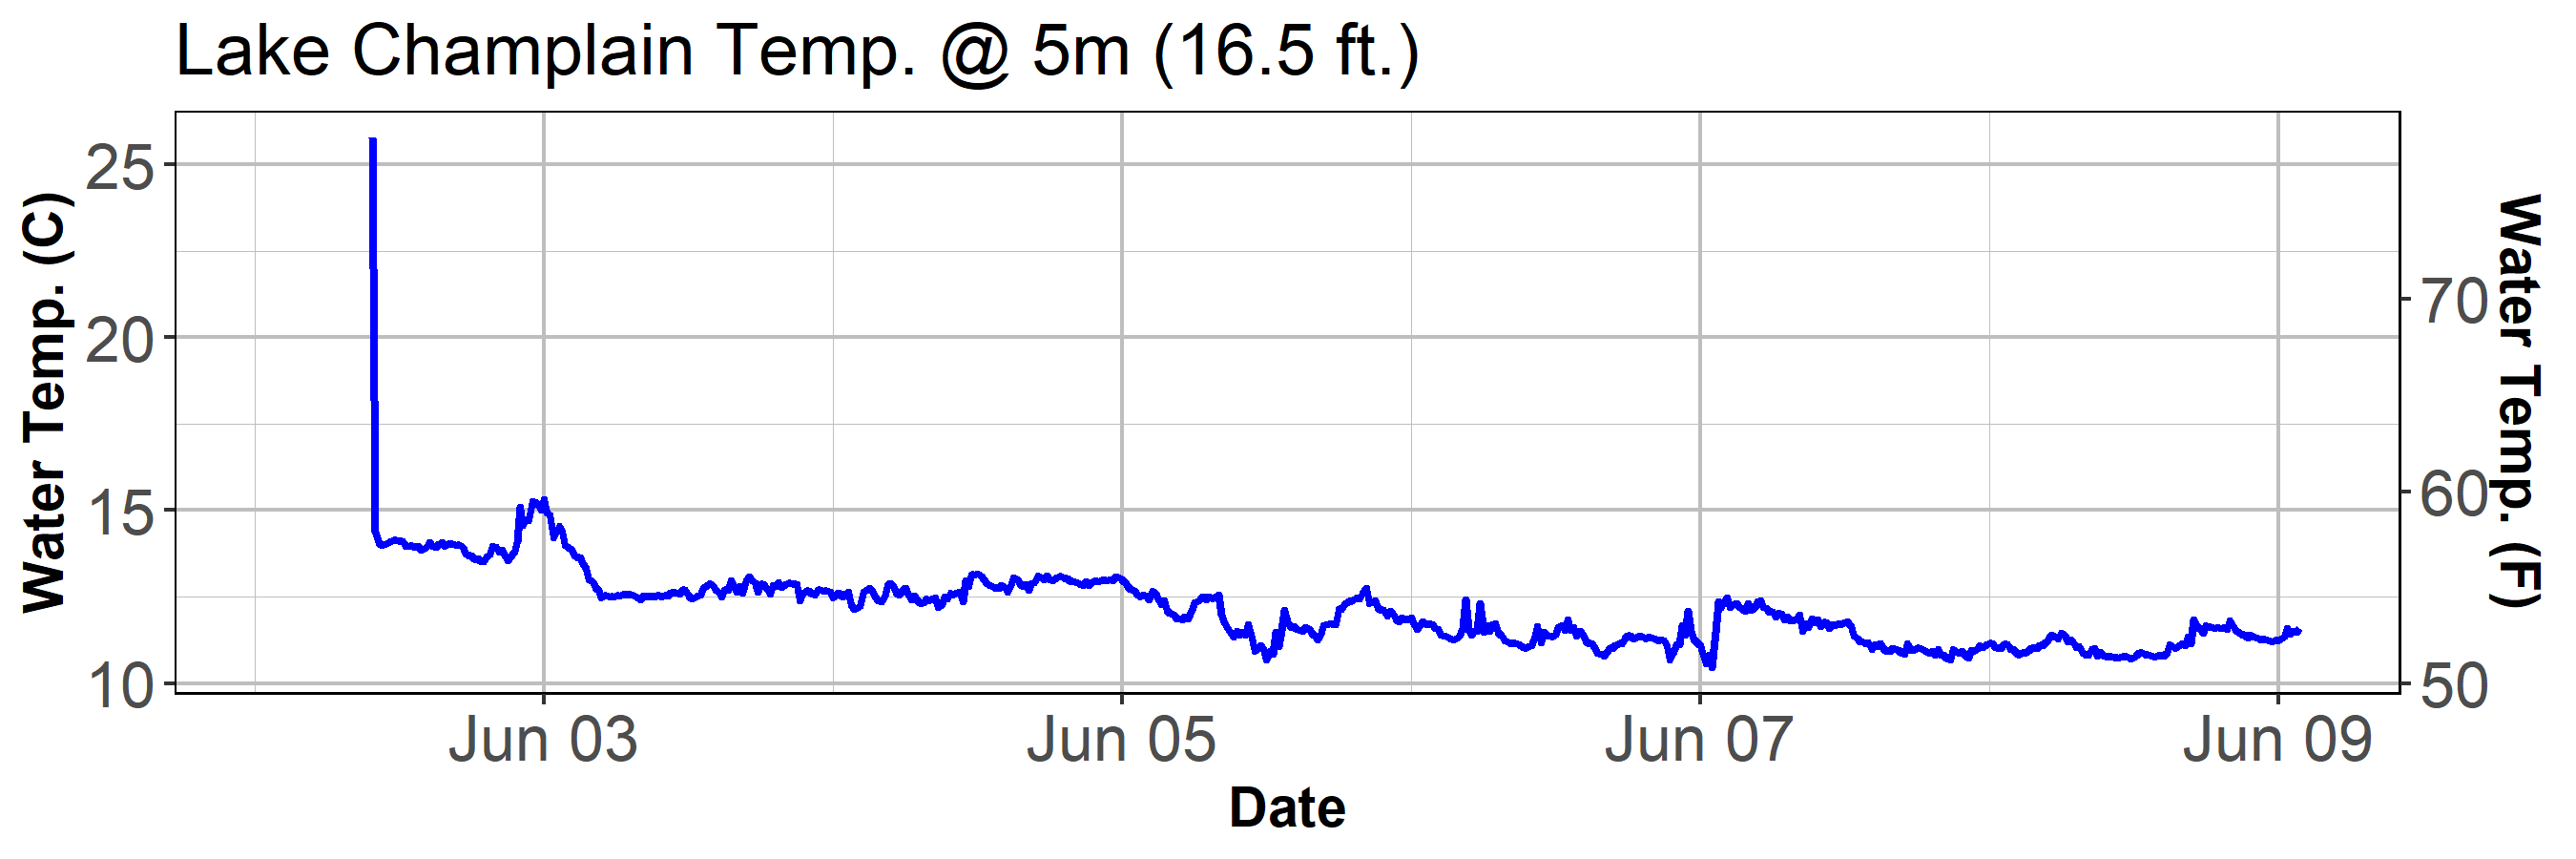 Lake Champlain Temp. @ 5m (16.5 ft.)
Water Temp. (C)
25
20
15
10
70
60
50
Water Temp. (F)
Jun 03
Jun 05
Jun 07
Jun 09
Date